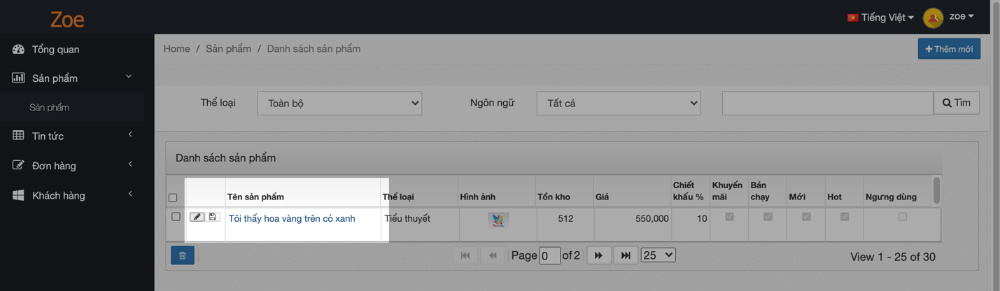 Zoe
Tiếng Việt
zoe
Tổng quan
Sản phẩm
Sản phẩm
Tin tức
Đơn hàng
Khách hàng
Home / Sản phẩm / Danh sách sản phẩm
Thêm mới
Thể loại Toàn bộ Ngôn ngữ Tất cả Tìm
Danh sách sản phẩm
Tên sản phẩm Thể loại Hình ảnh Tồn kho Giá Chiết khấu % Khuyến mãi Bán chạy Mới Hot Ngưng dùng
Tôi thấy hoa vàng trên cỏ xanh Tiểu thuyết 512 550,000 10
Page 0 of 2 25 View 1 - 25 of 30